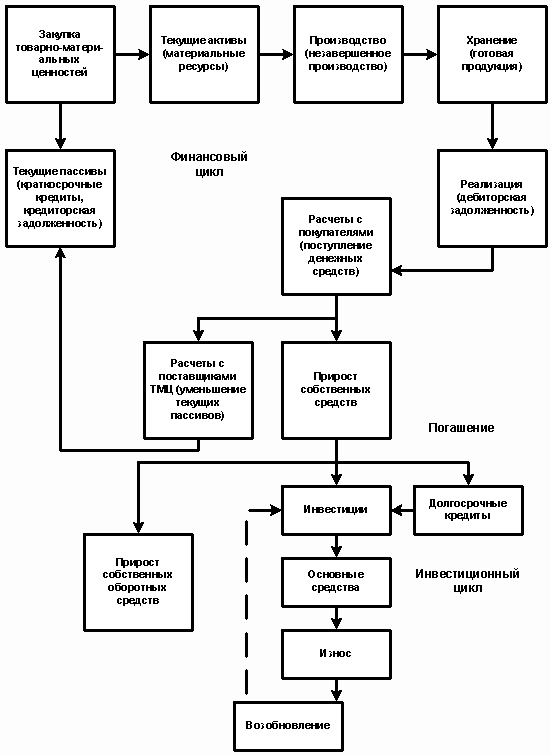 Закупка
товарно-матери-
альных
ценностей
Текущие активы
(материальные
ресурсы)
Производство
(незавершенное
производство)
Хранение
(готовая
продукция)
Текущие пассивы
(краткосрочные
кредиты,
кредиторская
задолженность)
Финансовый
цикл
Реализация
(дебиторская
задолженность)
Расчеты с
покупателями
(поступление
денежных
средств)
Расчеты с
поставщиками
ТМЦ (уменьшение
текущих
пассивов)
Прирост
собственных
средств
Погашение
Инвестиции
Долгосрочные
кредиты
Прирост
собственных
оборотных
средств
Основные
средства
Инвестиционный
цикл
Износ
Возобновление